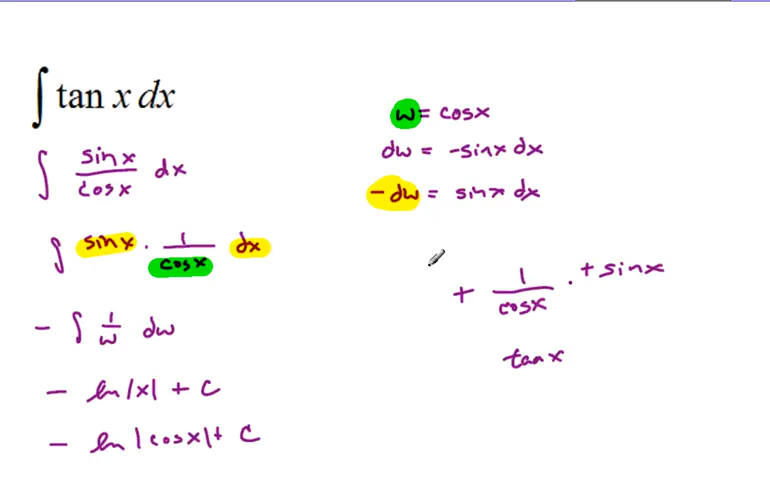 ∫ tan x dx
∫ sinx/cosx dx
∫ sinx · 1/cosx dx
- ∫ 1/w dw
- ln|x| + c
- ln|cosx| + C
w = cosx
dw = -sinx dx
-dw = sinx dx
+ 1/cosx · + sinx
tanx